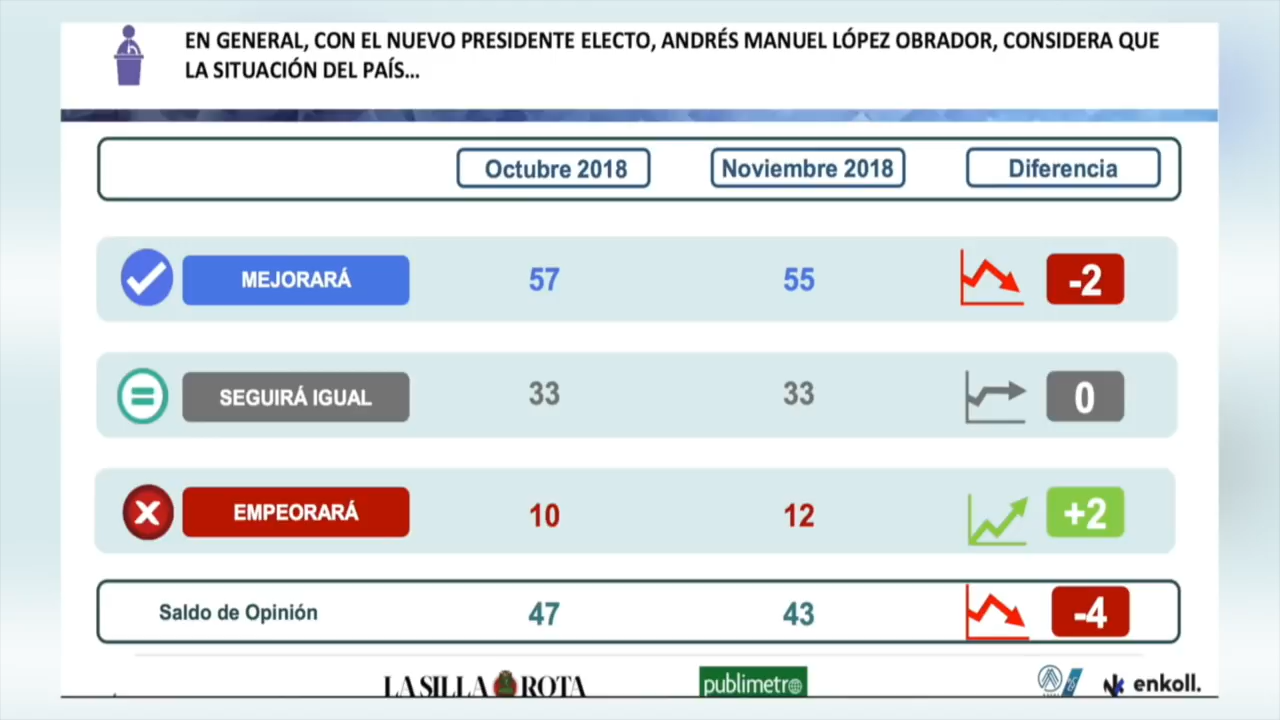 EN GENERAL, CON EL NUEVO PRESIDENTE ELECTO, ANDRÉS MANUEL LÓPEZ OBRADOR, CONSIDERA QUE
LA SITUACIÓN DEL PAÍS...
Octubre 2018 Noviembre 2018 Diferencia
MEJORARÁ 57 55 -2
SEGUIRÁ IGUAL 33 33 0
EMPEORARÁ 10 12 +2
Saldo de Opinión 47 43 -4
LA SILLA ROTA publimetro enkoll.